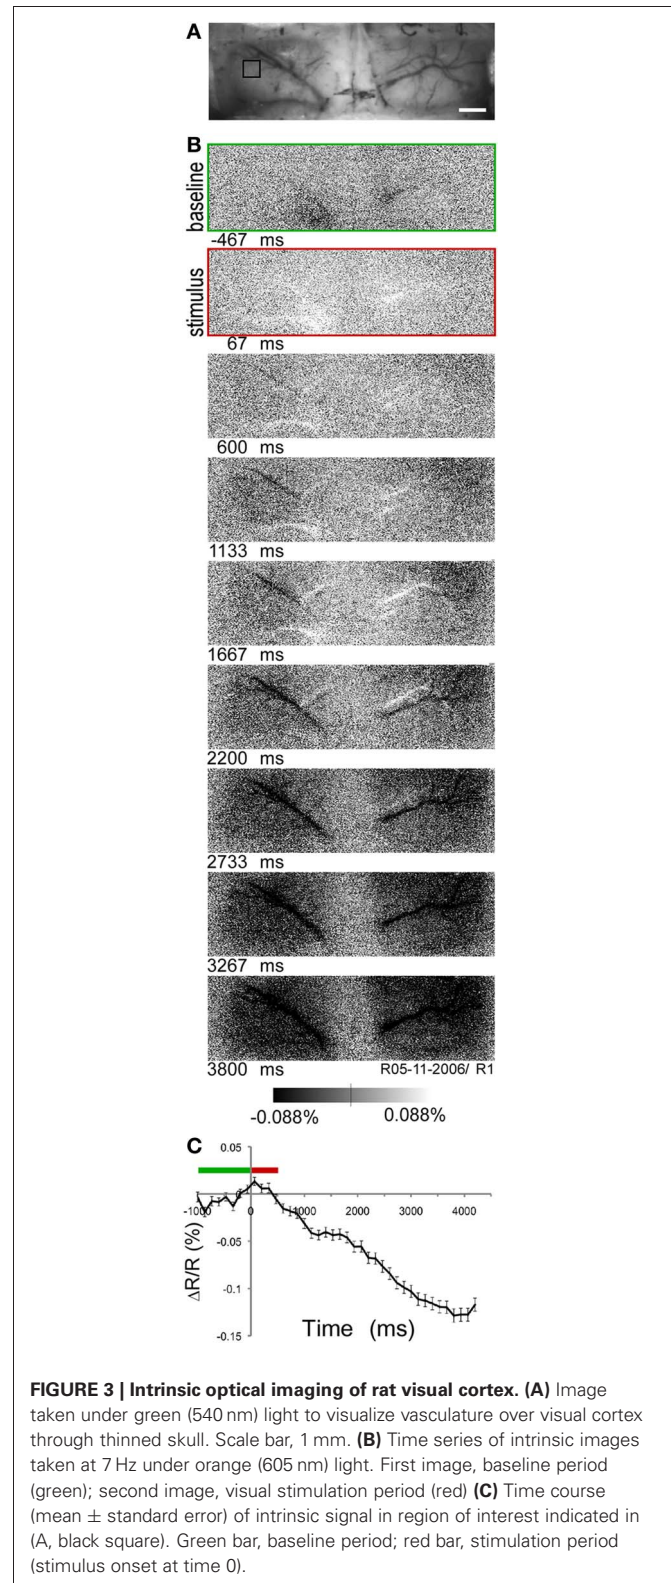 A
B
baseline
-467 ms
stimulus
67 ms
600 ms
1133 ms
1667 ms
2200 ms
2733 ms
3267 ms
3800 ms
R05-11-2006/ R1
-0.088% 0.088%
C
0.05
0
-0.05
-0.1
-0.15
-1000 0 1000 2000 3000 4000
ΔR/R (%)
Time (ms)
FIGURE 3 | Intrinsic optical imaging of rat visual cortex. (A) Image
taken under green (540 nm) light to visualize vasculature over visual cortex
through thinned skull. Scale bar, 1 mm. (B) Time series of intrinsic images
taken at 7 Hz under orange (605 nm) light. First image, baseline period
(green); second image, visual stimulation period (red) (C) Time course
(mean ± standard error) of intrinsic signal in region of interest indicated in
(A, black square). Green bar, baseline period; red bar, stimulation period
(stimulus onset at time 0).